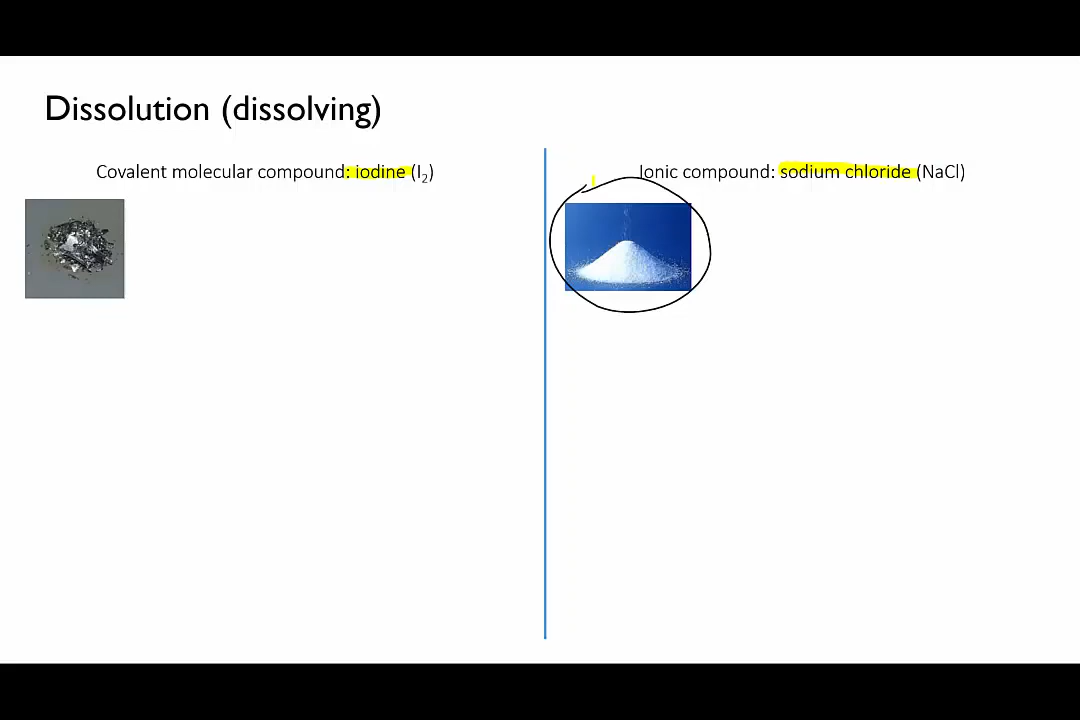 Dissolution (dissolving)
Covalent molecular compound: iodine (I₂)
Ionic compound: sodium chloride (NaCl)